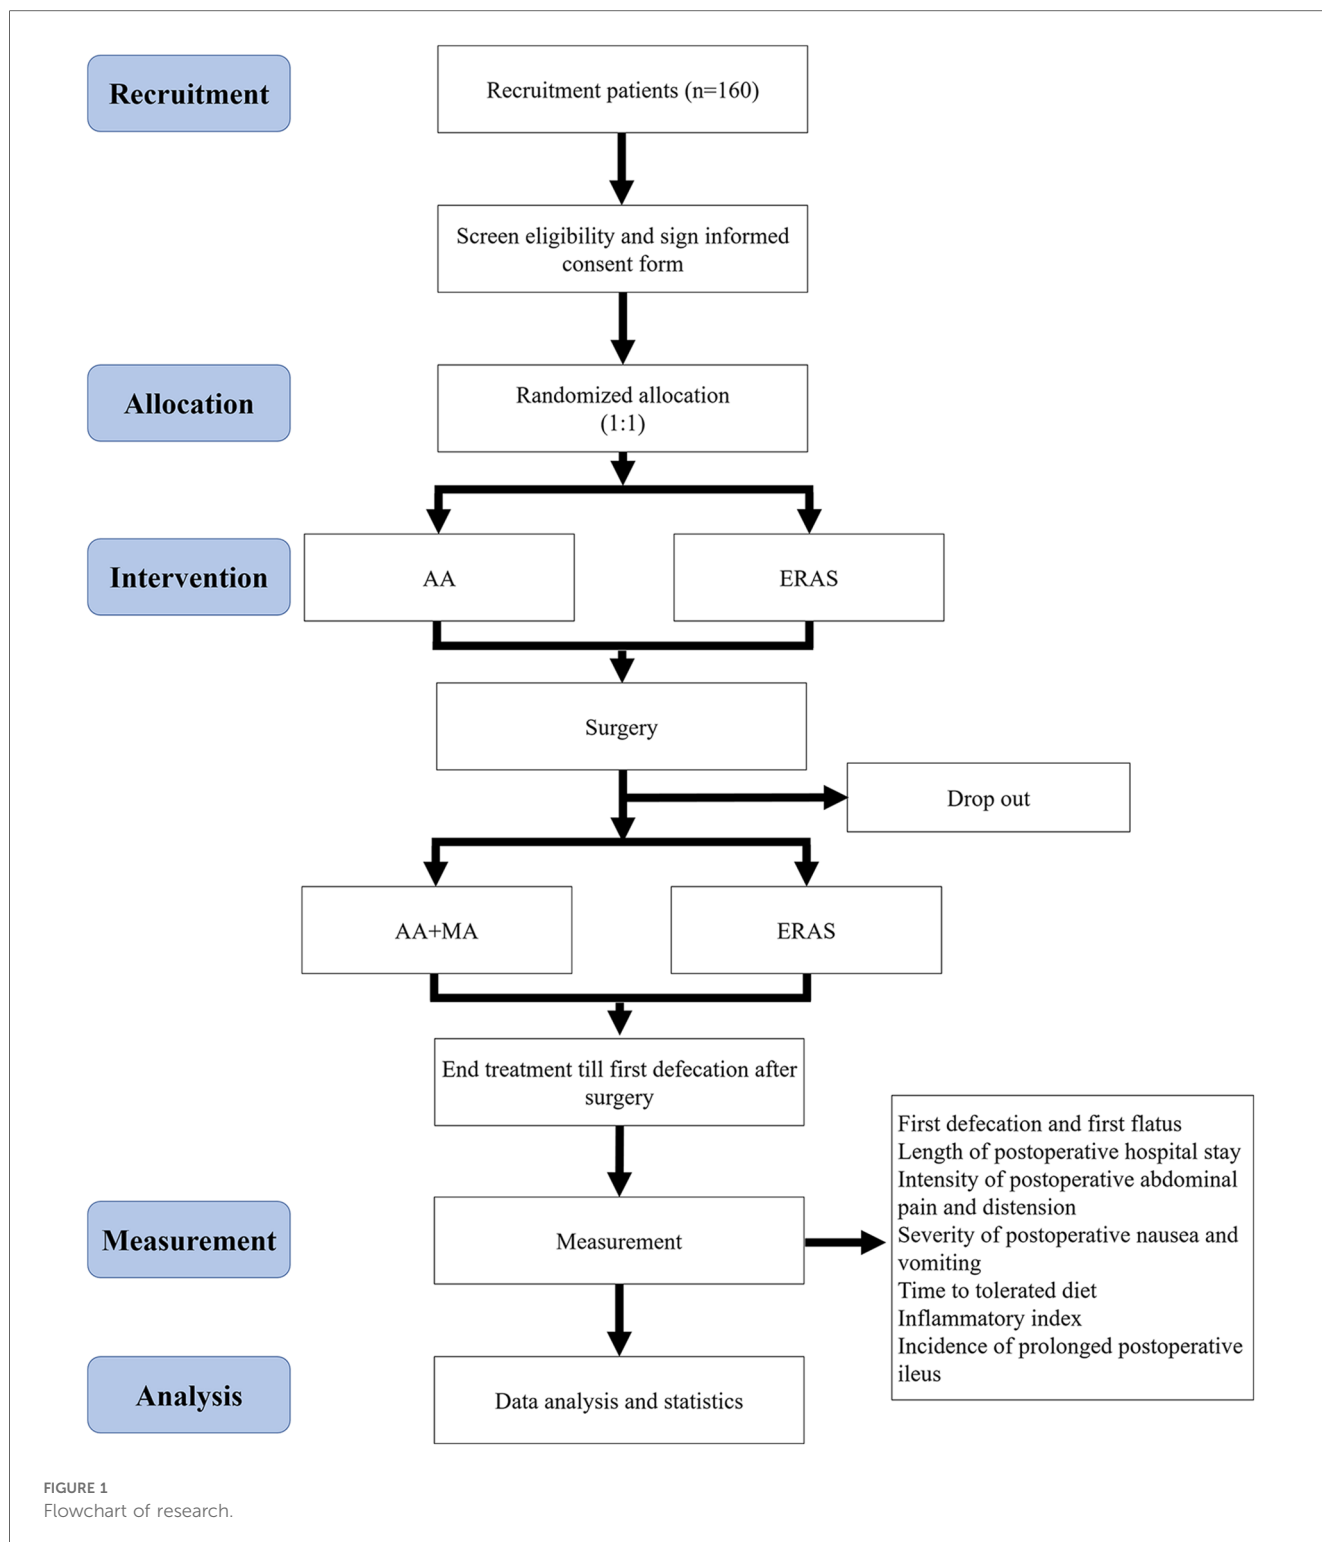 Recruitment
Recruitment patients (n=160)
Screen eligibility and sign informed
consent form
Allocation
Randomized allocation
(1:1)
Intervention
AA
ERAS
Surgery
Drop out
AA+MA
ERAS
End treatment till first defecation after
surgery
Measurement
Measurement
First defecation and first flatus
Length of postoperative hospital stay
Intensity of postoperative abdominal
pain and distension
Severity of postoperative nausea and
vomiting
Time to tolerated diet
Inflammatory index
Incidence of prolonged postoperative
ileus
Analysis
Data analysis and statistics
FIGURE 1
Flowchart of research.